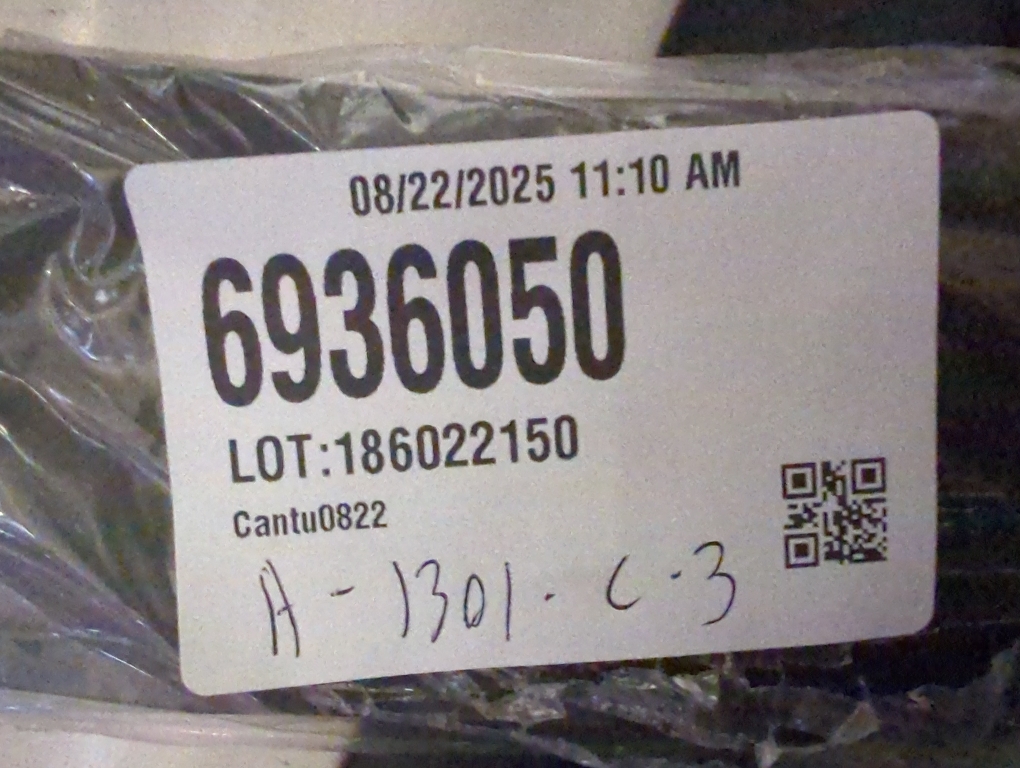 08/22/2025 11:10 AM
6936050
LOT:186022150
Cantu0822
A - 1301 - C - 3